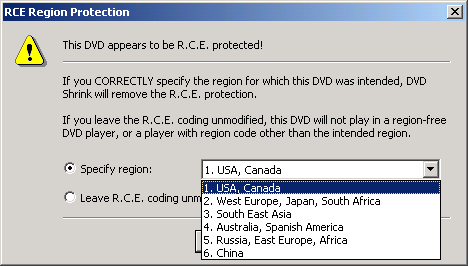 RCE Region Protection
This DVD appears to be R.C.E. protected!
If you CORRECTLY specify the region for which this DVD was intended, DVD
Shrink will remove the R.C.E. protection.
If you leave the R.C.E. coding unmodified, this DVD will not play in a region-free
DVD player, or a player with region code other than the intended region.
Specify region: 1. USA, Canada
1. USA, Canada
2. West Europe, Japan, South Africa
3. South East Asia
4. Australia, Spanish America
5. Russia, East Europe, Africa
6. China
Leave R.C.E. coding unm